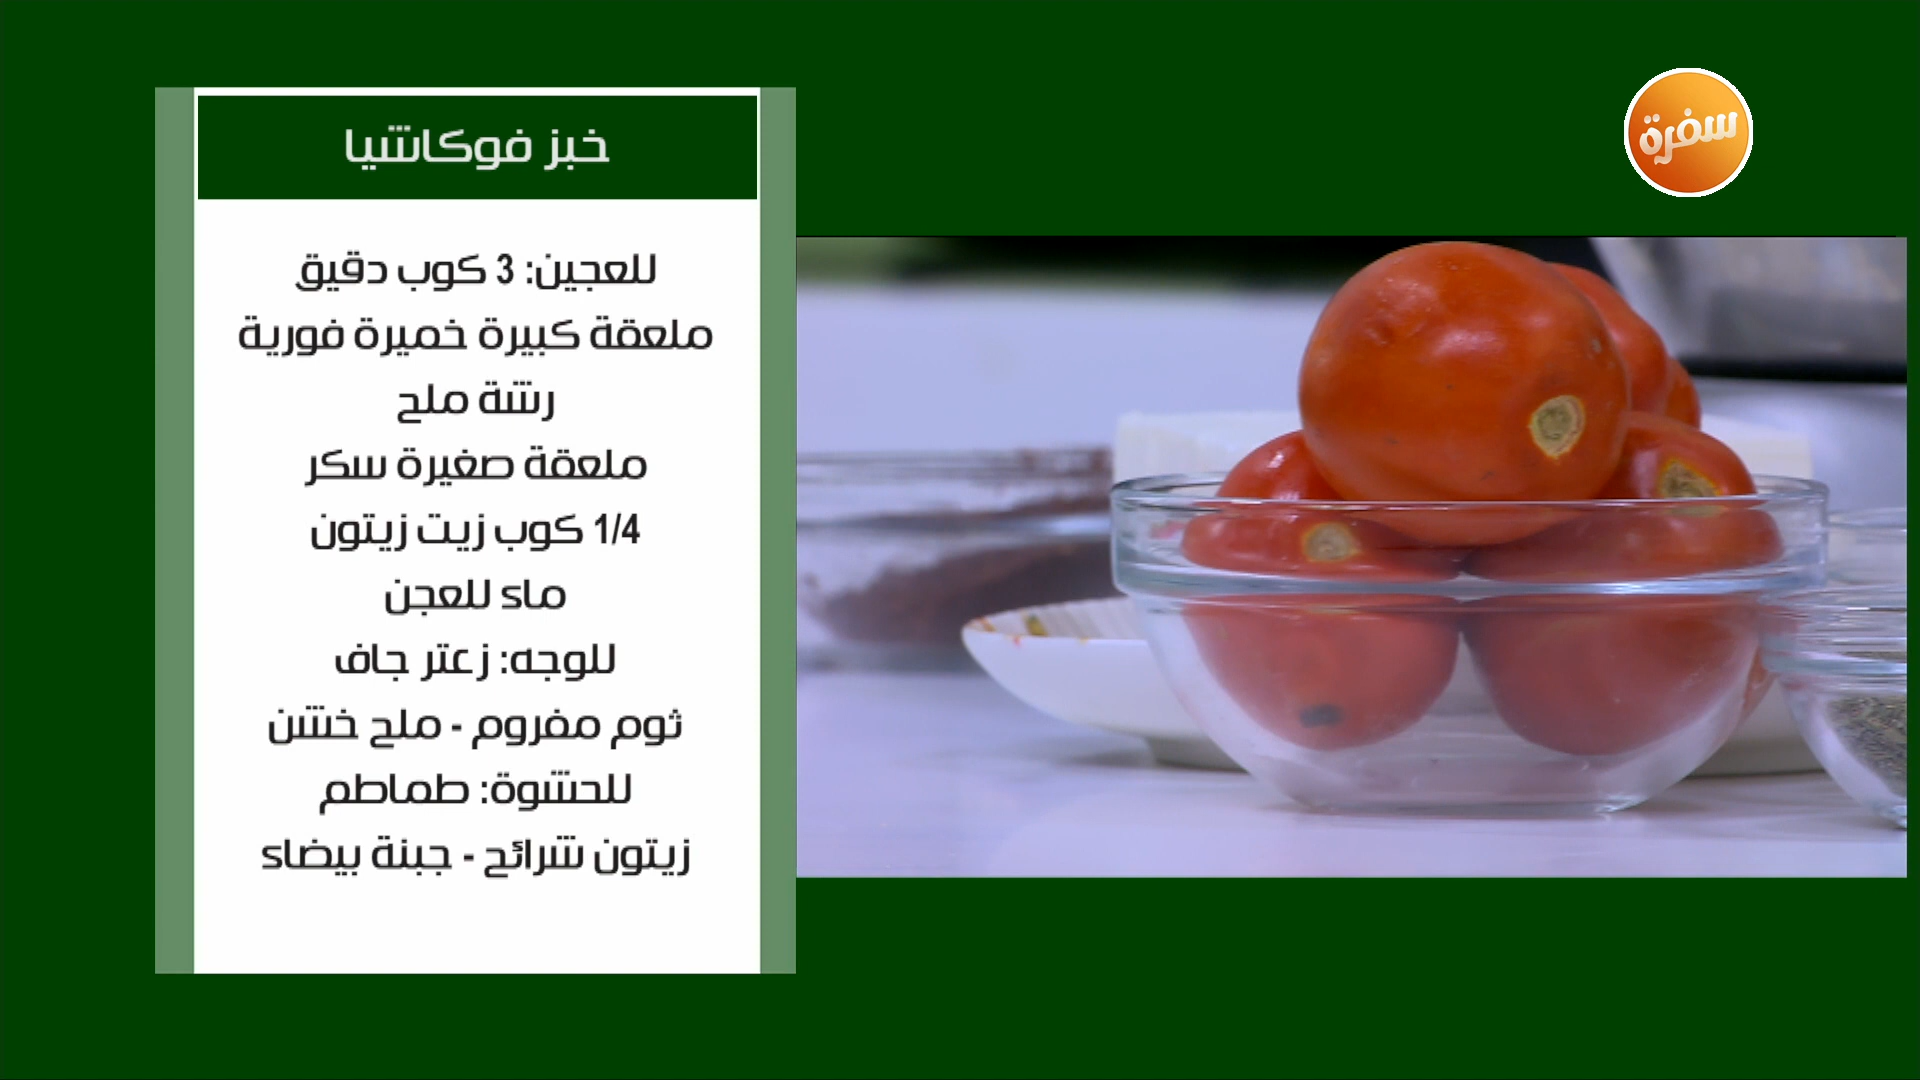 خبز فوكاشيا
سفرة
للعجين: 3 كوب دقيق
ملعقة كبيرة خميرة فورية
رشة ملح
ملعقة صغيرة سكر
1/4 كوب زيت زيتون
ماء للعجن
للوجه: زعتر جاف
ثوم مفروم - ملح خشن
للحشوة: طماطم
زيتون شرائح - جبنة بيضاء